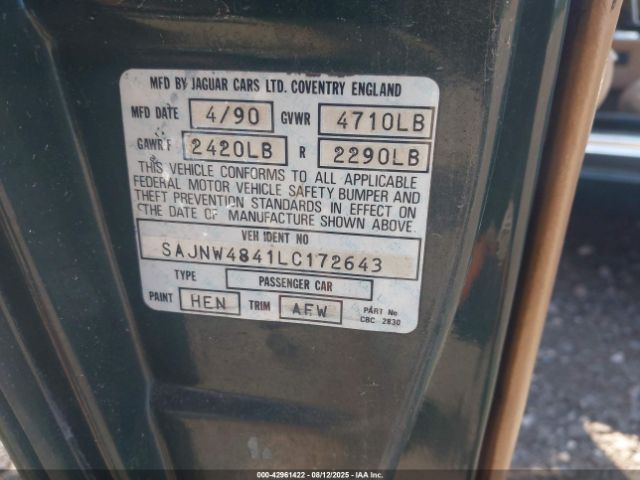 MFD BY JAGUAR CARS LTD. COVENTRY ENGLAND
MFD DATE 4/90 GVWR 4710LB
GAWR F 2420LB R 2290LB
THIS VEHICLE CONFORMS TO ALL APPLICABLE
FEDERAL MOTOR VEHICLE SAFETY BUMPER AND
THEFT PREVENTION STANDARDS IN EFFECT ON
THE DATE OF MANUFACTURE SHOWN ABOVE.
VEH IDENT NO
SAJNW4841LC172643
TYPE PASSENGER CAR
PAINT HEN TRIM AEW PART No
CBC 2830
000-42961422 - 08/12/2025 - IAAI.com